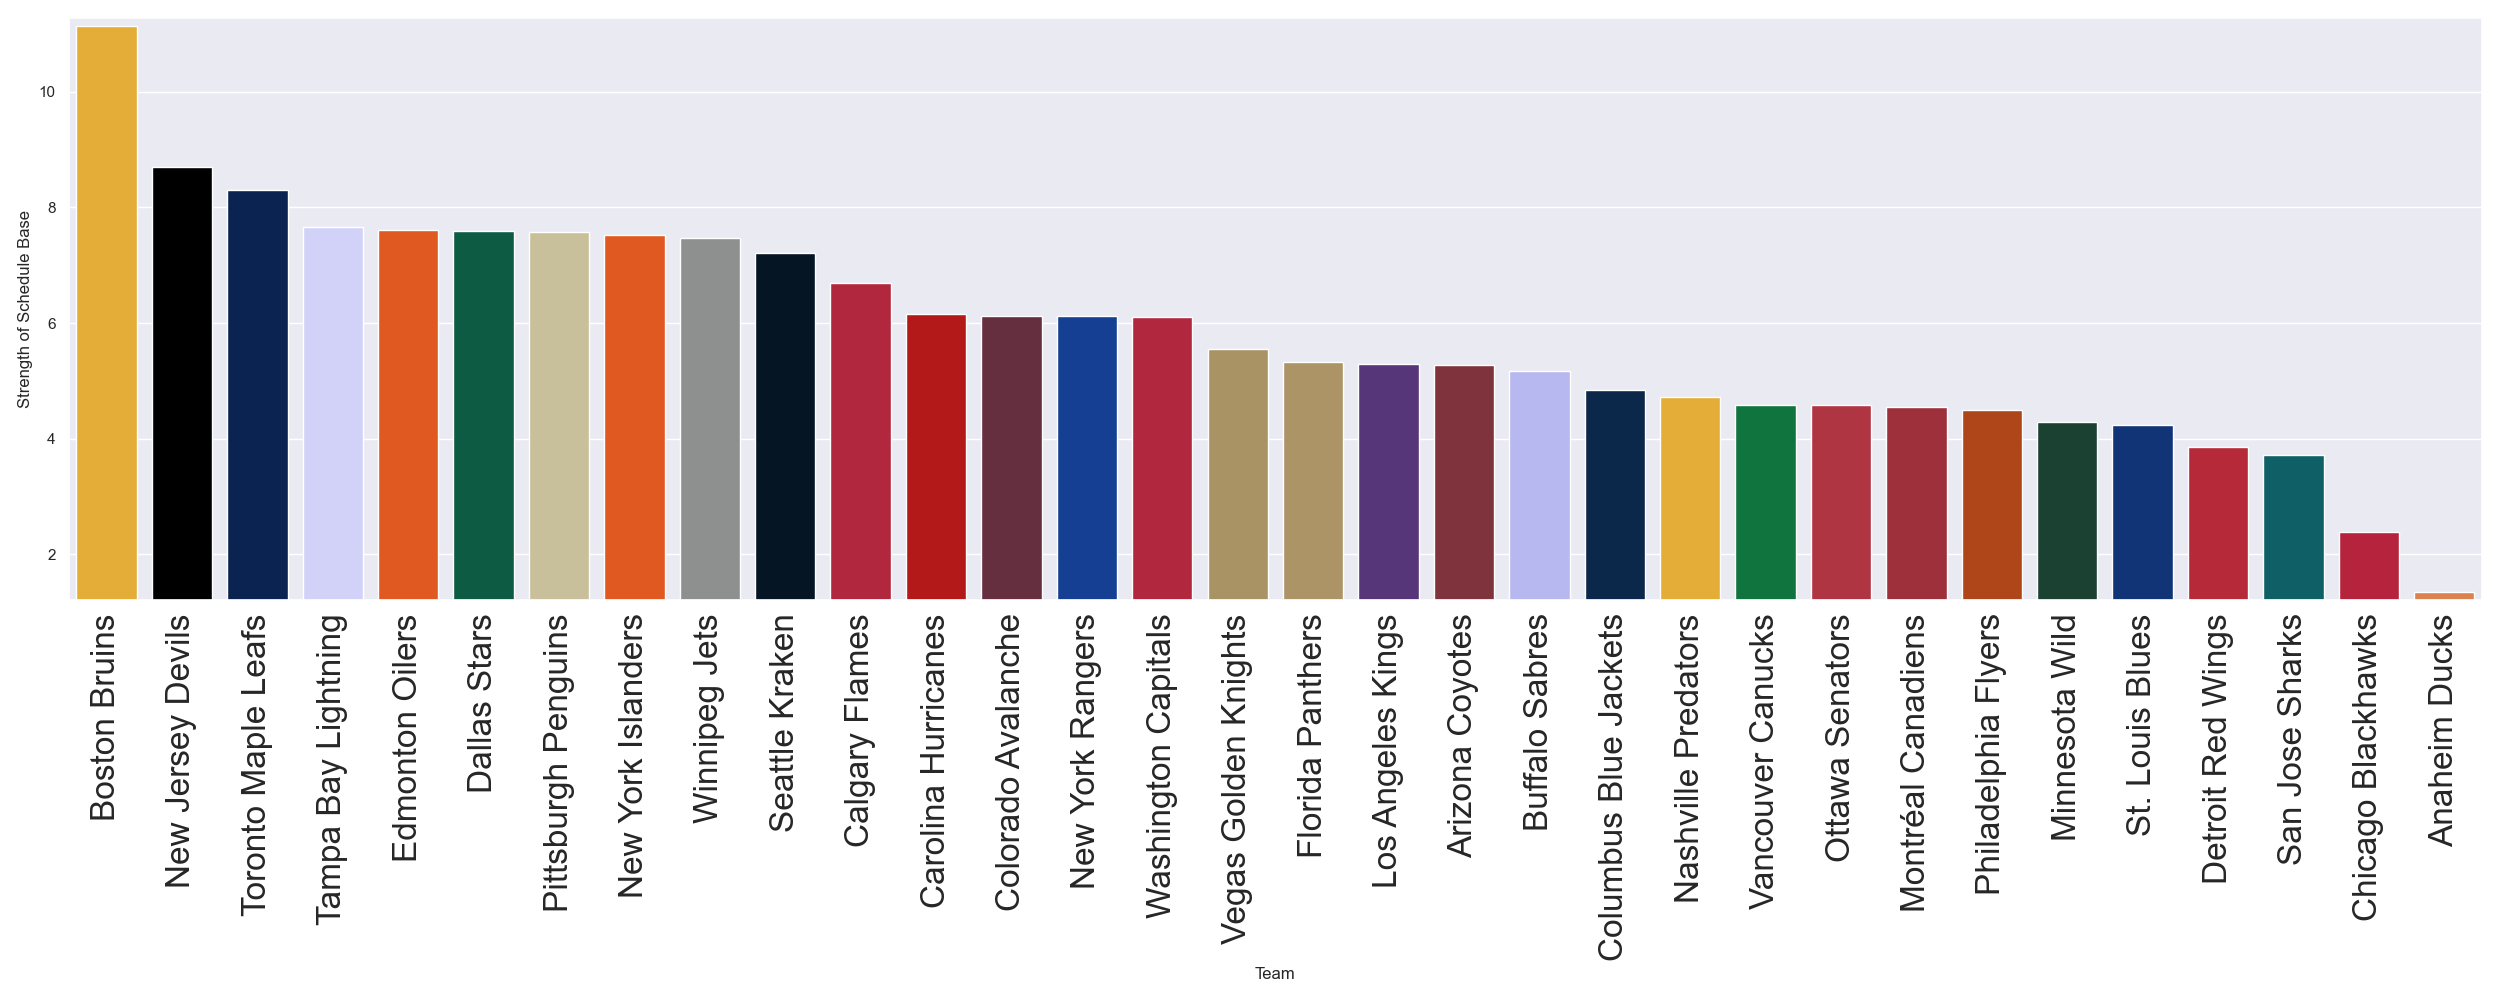 10
8
6
4
2
Strength of Schedule Base
Boston Bruins
New Jersey Devils
Toronto Maple Leafs
Tampa Bay Lightning
Edmonton Oilers
Dallas Stars
Pittsburgh Penguins
New York Islanders
Winnipeg Jets
Seattle Kraken
Calgary Flames
Carolina Hurricanes
Colorado Avalanche
New York Rangers
Washington Capitals
Vegas Golden Knights
Florida Panthers
Los Angeles Kings
Arizona Coyotes
Buffalo Sabres
Columbus Blue Jackets
Nashville Predators
Vancouver Canucks
Ottawa Senators
Montréal Canadiens
Philadelphia Flyers
Minnesota Wild
St. Louis Blues
Detroit Red Wings
San Jose Sharks
Chicago Blackhawks
Anaheim Ducks
Team